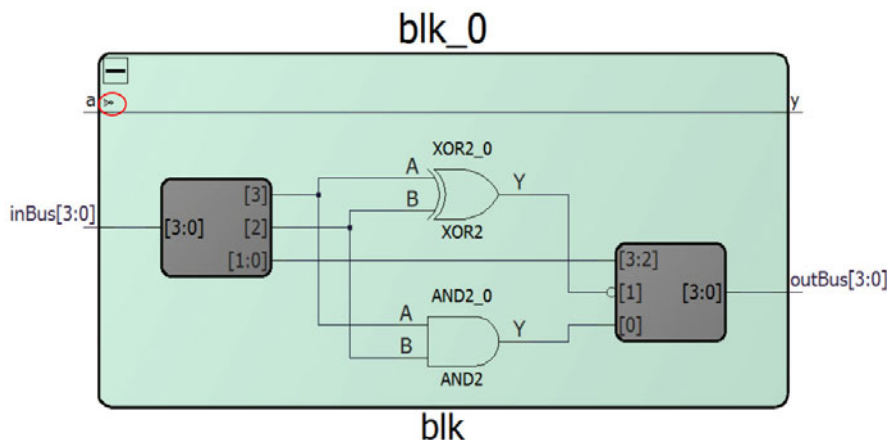 blk_0
a
y
XOR2_0
A
Y
B
XOR2
inBus[3:0]
[3:0]
[3]
[2]
[1:0]
[3:2]
[1]
[0]
[3:0]
outBus[3:0]
AND2_0
A
Y
B
AND2
blk